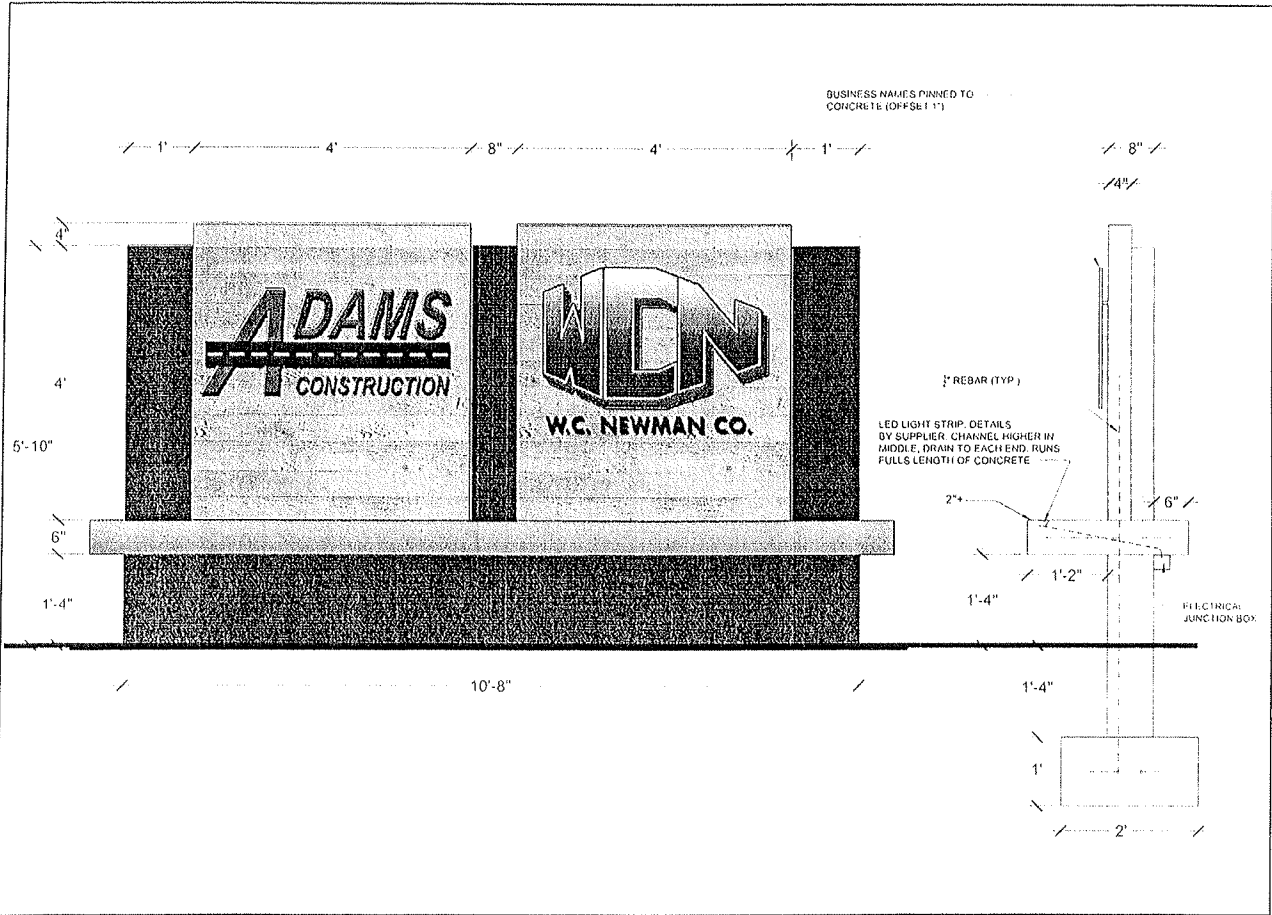 BUSINESS NAMES PINNED TO
CONCRETE (OFFSET 1")
1' 4' 8" 4' 1'
8"
4"
4"
ADAMS
CONSTRUCTION
WCN
W.C. NEWMAN CO.
4'
5'-10"
REBAR (TYP.)
LED LIGHT STRIP. DETAILS
BY SUPPLIER. CHANNEL HIGHER IN
MIDDLE, DRAIN TO EACH END. RUNS
FULLS LENGTH OF CONCRETE
2"+
6"
6"
1'-2"
1'-4"
1'-4"
ELECTRICAL
JUNCTION BOX
10'-8"
1'-4"
1'
2'